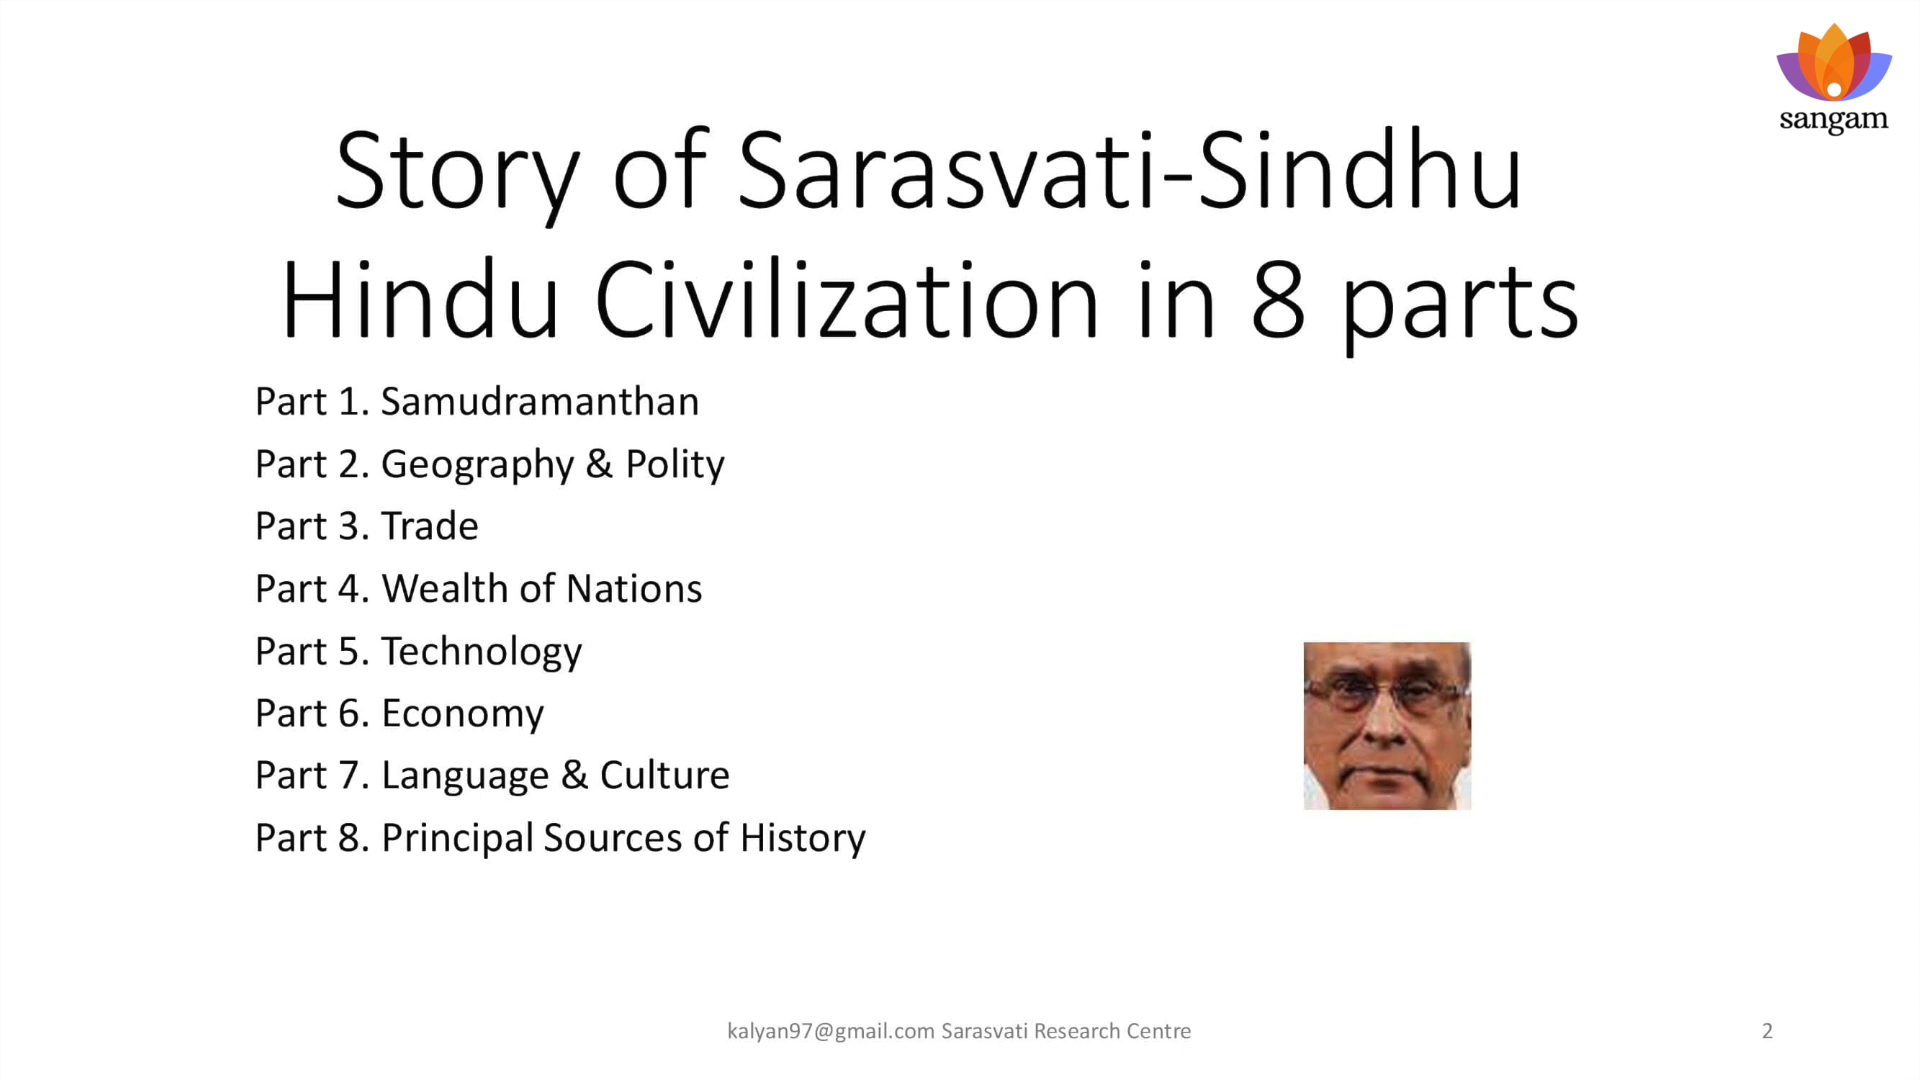 sangam
Story of Sarasvati-Sindhu
Hindu Civilization in 8 parts
Part 1. Samudramanthan
Part 2. Geography & Polity
Part 3. Trade
Part 4. Wealth of Nations
Part 5. Technology
Part 6. Economy
Part 7. Language & Culture
Part 8. Principal Sources of History
kalyan97@gmail.com Sarasvati Research Centre
2